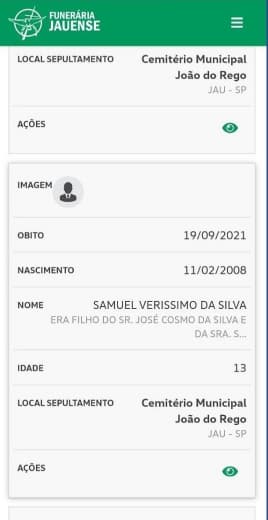 FUNERÁRIA
JAUENSE
LOCAL SEPULTAMENTO
Cemitério Municipal
João do Rego
JAU - SP
AÇÕES
IMAGEM
OBITO
19/09/2021
NASCIMENTO
11/02/2008
NOME
SAMUEL VERISSIMO DA SILVA
ERA FILHO DO SR. JOSÉ COSMO DA SILVA E
DA SRA. S...
IDADE
13
LOCAL SEPULTAMENTO
Cemitério Municipal
João do Rego
JAU - SP
AÇÕES